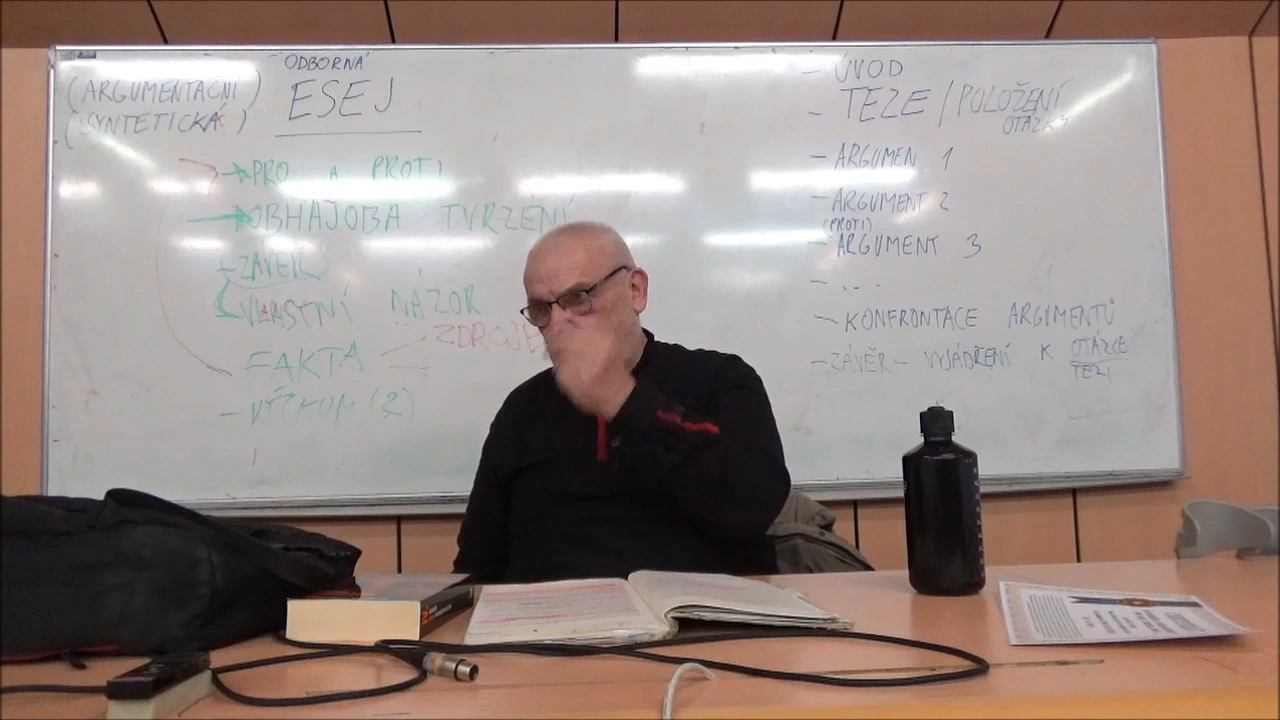 ODBORNÁ
(ARGUMENTAČNÍ)
ESEJ
(SYNTETICKÁ)
PRO A PROTI
OBHAJOBA TVRZENÍ
ZÁVĚR
VLASTNÍ NÁZOR
ZDROJE
FAKTA
- VÝZKUM (?)
- ÚVOD
- TEZE / POLOŽENÍ
OTÁZKY
- ARGUMEN 1
- ARGUMENT 2
(PROTI)
- ARGUMENT 3
- ...
- KONFRONTACE ARGUMENTŮ
- ZÁVĚR - VYJÁDŘENÍ K OTÁZCE
TEZI